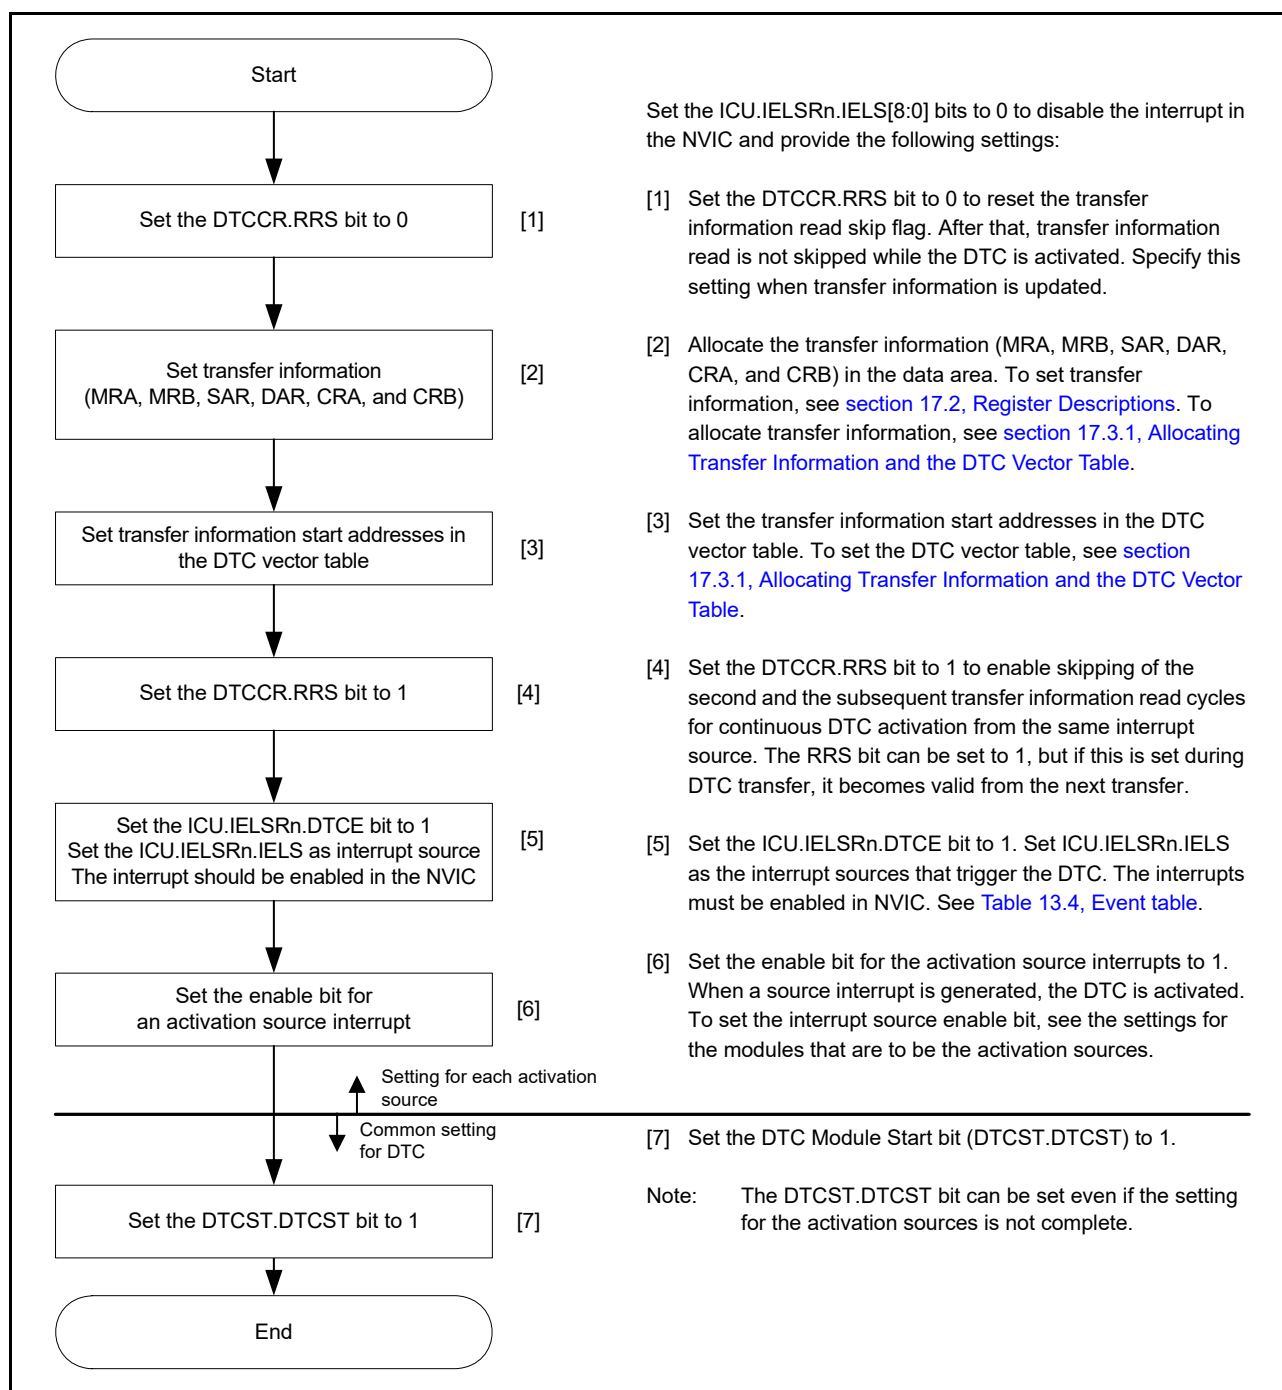 Start
Set the DTCCR.RRS bit to 0
[1]
Set transfer information
(MRA, MRB, SAR, DAR, CRA, and CRB)
[2]
Set transfer information start addresses in
the DTC vector table
[3]
Set the DTCCR.RRS bit to 1
[4]
Set the ICU.IELSRn.DTCE bit to 1
Set the ICU.IELSRn.IELS as interrupt source
The interrupt should be enabled in the NVIC
[5]
Set the enable bit for
an activation source interrupt
[6]
Setting for each activation
source
Common setting
for DTC
Set the DTCST.DTCST bit to 1
[7]
End
Set the ICU.IELSRn.IELS[8:0] bits to 0 to disable the interrupt in
the NVIC and provide the following settings:
[1] Set the DTCCR.RRS bit to 0 to reset the transfer
information read skip flag. After that, transfer information
read is not skipped while the DTC is activated. Specify this
setting when transfer information is updated.
[2] Allocate the transfer information (MRA, MRB, SAR, DAR,
CRA, and CRB) in the data area. To set transfer
information, see section 17.2, Register Descriptions. To
allocate transfer information, see section 17.3.1, Allocating
Transfer Information and the DTC Vector Table.
[3] Set the transfer information start addresses in the DTC
vector table. To set the DTC vector table, see section
17.3.1, Allocating Transfer Information and the DTC Vector
Table.
[4] Set the DTCCR.RRS bit to 1 to enable skipping of the
second and the subsequent transfer information read cycles
for continuous DTC activation from the same interrupt
source. The RRS bit can be set to 1, but if this is set during
DTC transfer, it becomes valid from the next transfer.
[5] Set the ICU.IELSRn.DTCE bit to 1. Set ICU.IELSRn.IELS
as the interrupt sources that trigger the DTC. The interrupts
must be enabled in NVIC. See Table 13.4, Event table.
[6] Set the enable bit for the activation source interrupts to 1.
When a source interrupt is generated, the DTC is activated.
To set the interrupt source enable bit, see the settings for
the modules that are to be the activation sources.
[7] Set the DTC Module Start bit (DTCST.DTCST) to 1.
Note: The DTCST.DTCST bit can be set even if the setting
for the activation sources is not complete.